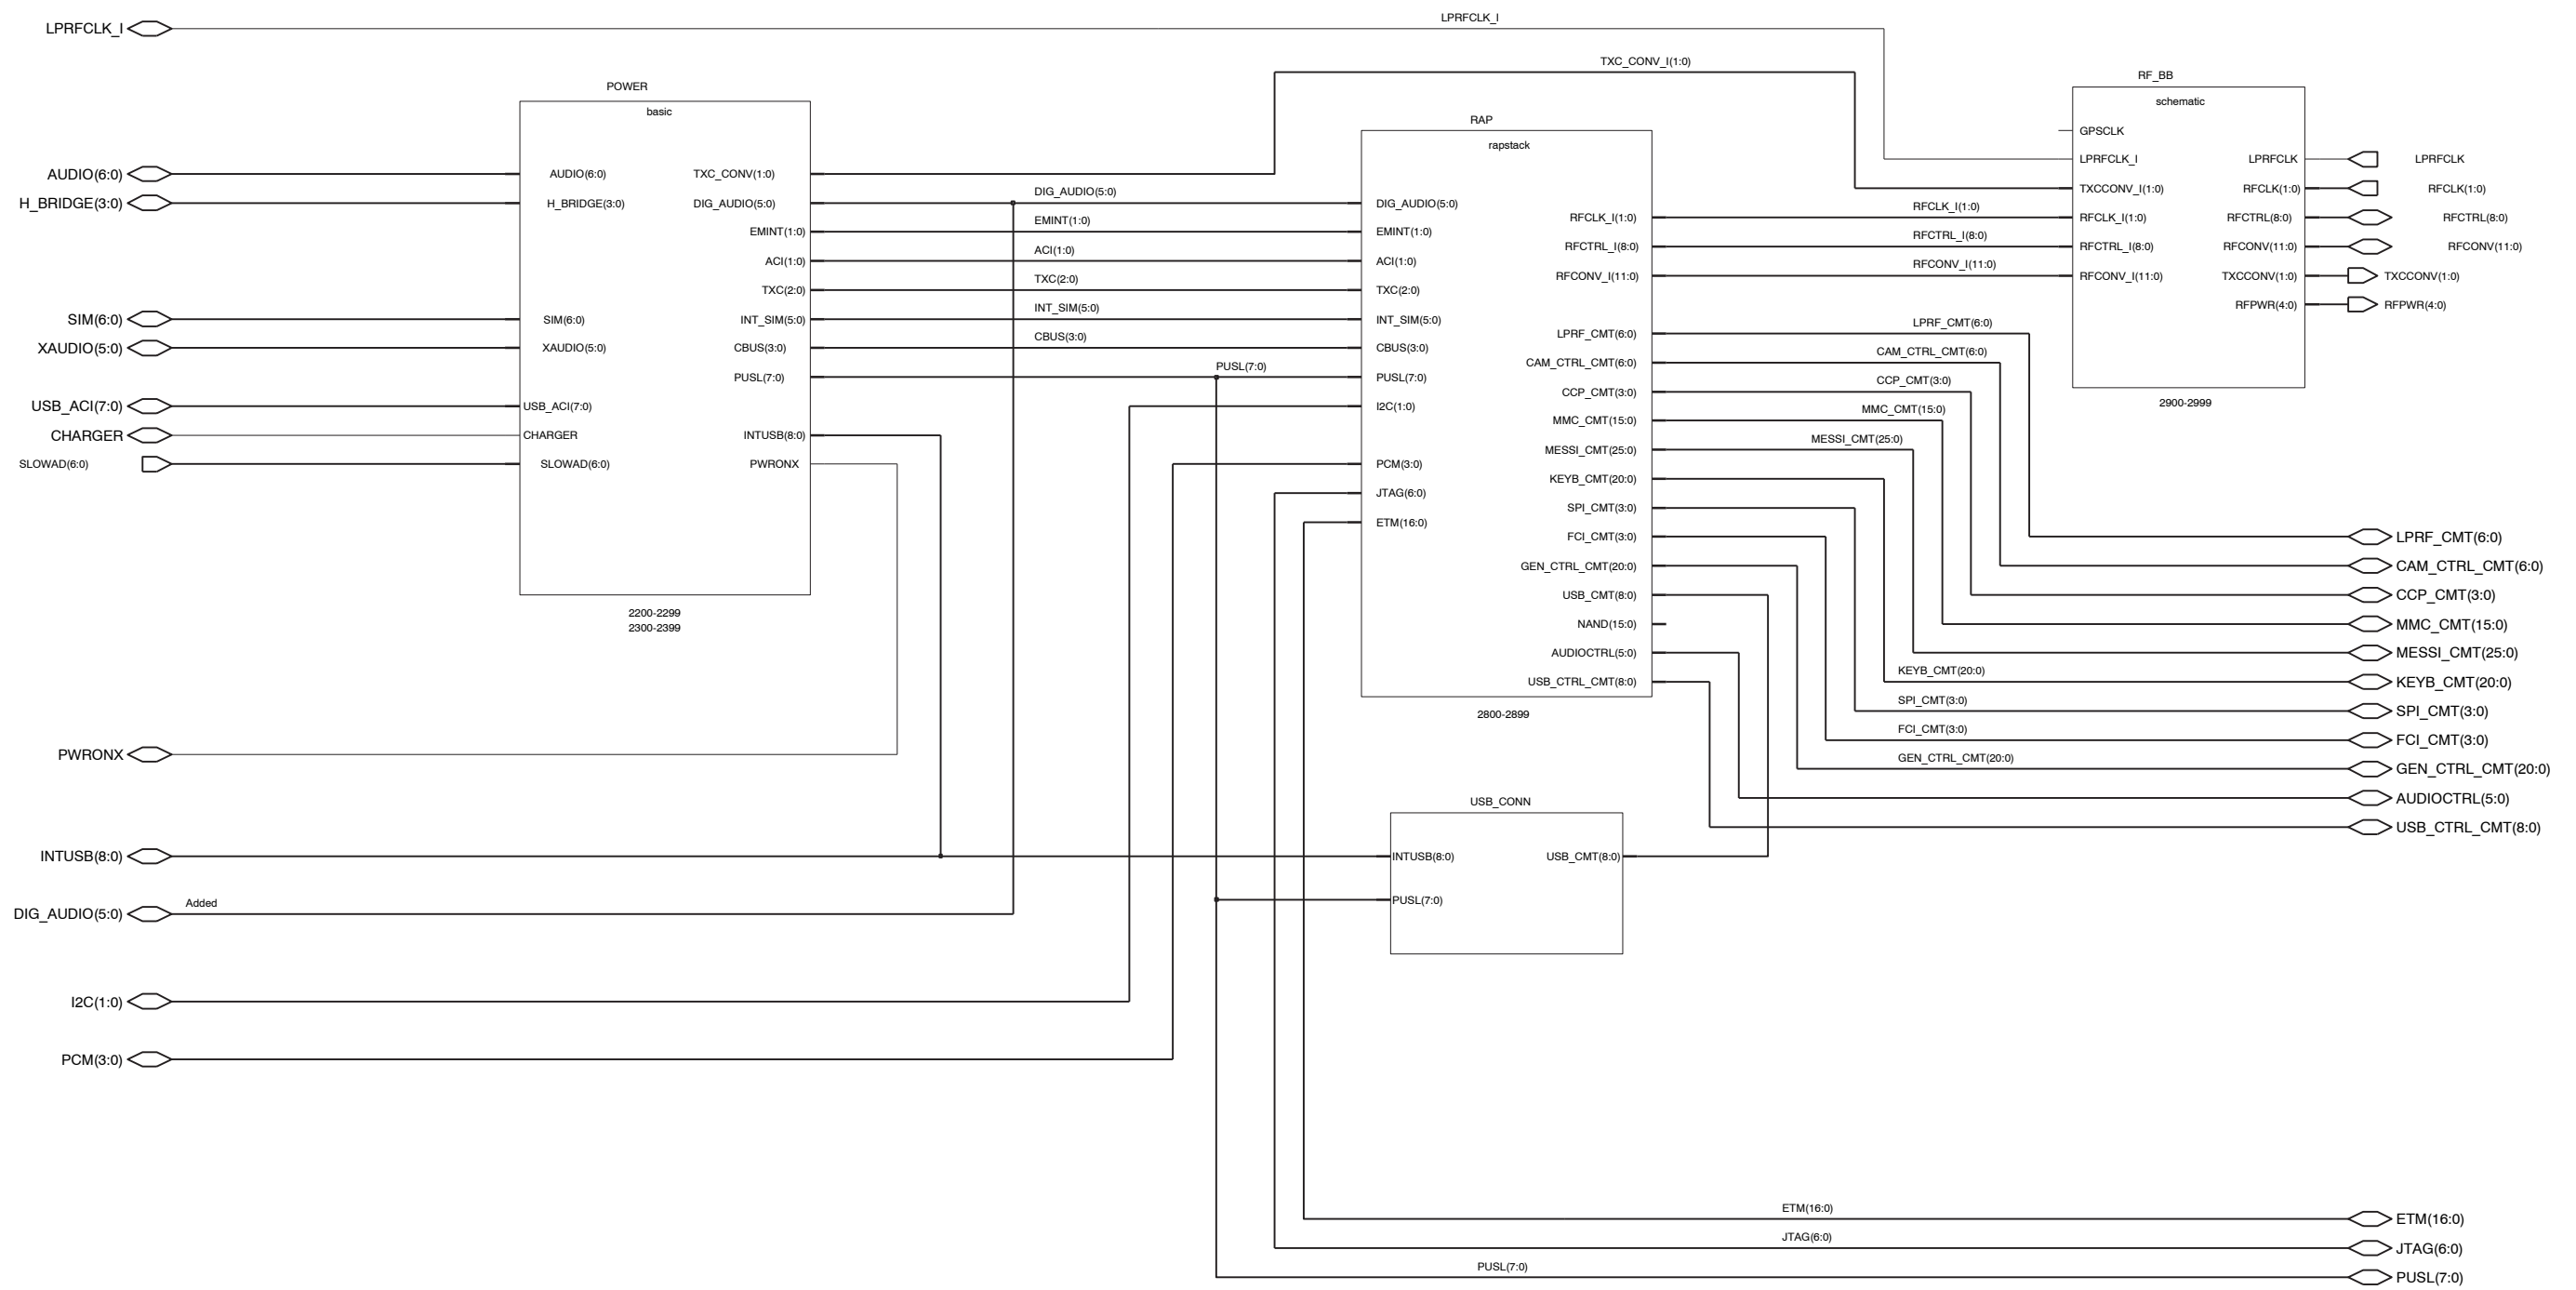 LPRFCLK_I
LPRFCLK_I
TXC_CONV_I(1:0)
RF_BB
POWER
schematic
basic
RAP
GPSCLK
rapstack
LPRFCLK_I
LPRFCLK
LPRFCLK
AUDIO(6:0)
AUDIO(6:0)
TXC_CONV(1:0)
TXCCONV_I(1:0)
RFCLK(1:0)
RFCLK(1:0)
DIG_AUDIO(5:0)
H_BRIDGE(3:0)
H_BRIDGE(3:0)
DIG_AUDIO(5:0)
DIG_AUDIO(5:0)
RFCLK_I(1:0)
RFCLK_I(1:0)
RFCLK_I(1:0)
RFCTRL(8:0)
RFCTRL(8:0)
EMINT(1:0)
EMINT(1:0)
EMINT(1:0)
RFCTRL_I(8:0)
RFCTRL_I(8:0)
RFCTRL_I(8:0)
RFCONV(11:0)
RFCONV(11:0)
ACI(1:0)
ACI(1:0)
ACI(1:0)
RFCONV_I(11:0)
RFCONV_I(11:0)
RFCONV_I(11:0)
TXCCONV(1:0)
TXCCONV(1:0)
TXC(2:0)
TXC(2:0)
TXC(2:0)
RFPWR(4:0)
RFPWR(4:0)
INT_SIM(5:0)
SIM(6:0)
SIM(6:0)
INT_SIM(5:0)
INT_SIM(5:0)
LPRF_CMT(6:0)
LPRF_CMT(6:0)
CBUS(3:0)
XAUDIO(5:0)
XAUDIO(5:0)
CBUS(3:0)
CBUS(3:0)
CAM_CTRL_CMT(6:0)
CAM_CTRL_CMT(6:0)
PUSL(7:0)
PUSL(7:0)
PUSL(7:0)
CCP_CMT(3:0)
CCP_CMT(3:0)
2900-2999
USB_ACI(7:0)
USB_ACI(7:0)
I2C(1:0)
MMC_CMT(15:0)
MMC_CMT(15:0)
CHARGER
CHARGER
INTUSB(8:0)
MESSI_CMT(25:0)
MESSI_CMT(25:0)
SLOWAD(6:0)
SLOWAD(6:0)
PWRONX
PCM(3:0)
KEYB_CMT(20:0)
JTAG(6:0)
SPI_CMT(3:0)
ETM(16:0)
FCI_CMT(3:0)
LPRF_CMT(6:0)
GEN_CTRL_CMT(20:0)
CAM_CTRL_CMT(6:0)
USB_CMT(8:0)
CCP_CMT(3:0)
2200-2299
2300-2399
NAND(15:0)
MMC_CMT(15:0)
AUDIOCTRL(5:0)
MESSI_CMT(25:0)
USB_CTRL_CMT(8:0)
KEYB_CMT(20:0)
KEYB_CMT(20:0)
2800-2899
SPI_CMT(3:0)
SPI_CMT(3:0)
FCI_CMT(3:0)
FCI_CMT(3:0)
PWRONX
GEN_CTRL_CMT(20:0)
GEN_CTRL_CMT(20:0)
USB_CONN
AUDIOCTRL(5:0)
USB_CTRL_CMT(8:0)
INTUSB(8:0)
INTUSB(8:0)
USB_CMT(8:0)
Added
DIG_AUDIO(5:0)
PUSL(7:0)
I2C(1:0)
PCM(3:0)
ETM(16:0)
ETM(16:0)
JTAG(6:0)
JTAG(6:0)
PUSL(7:0)
PUSL(7:0)